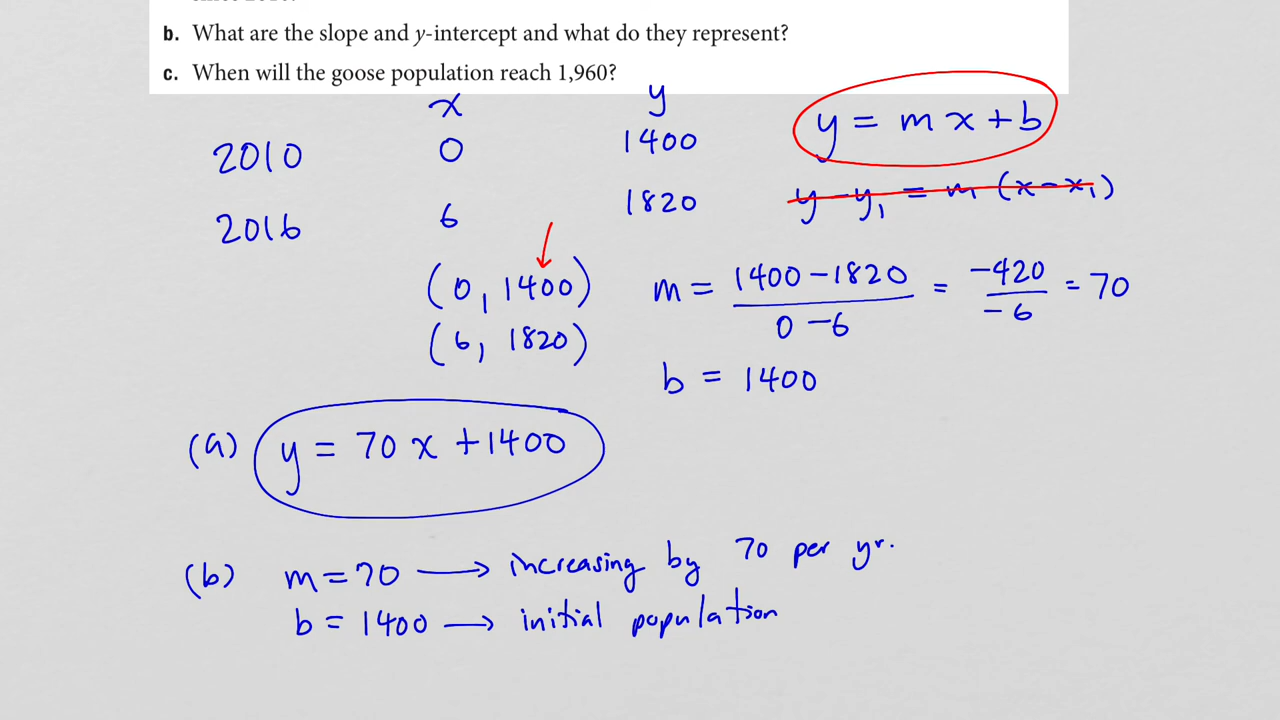 b. What are the slope and y-intercept and what do they represent?
c. When will the goose population reach 1,960?
x y
2010 0 1400
2016 6 1820
y = mx+b
y - y₁ = m (x - x₁)
(0, 1400)
(6, 1820)
m = 1400 - 1820 / 0 - 6 = -420 / -6 = 70
b = 1400
(a) y = 70x + 1400
(b) m = 70 → increasing by 70 per yr.
b = 1400 → initial population